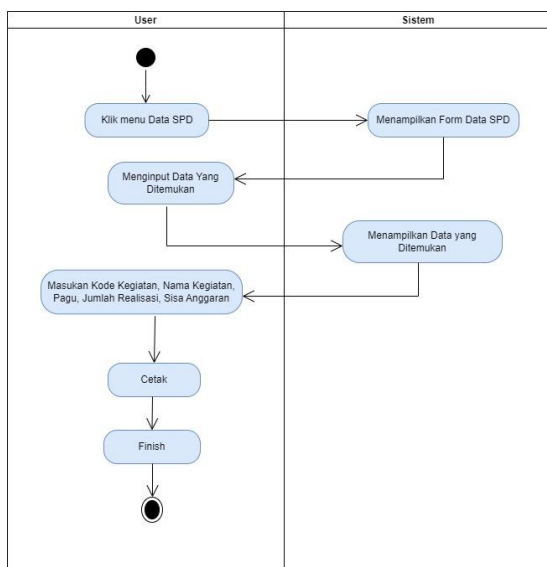 User
Sistem
Klik menu Data SPD
Menampilkan Form Data SPD
Menginput Data Yang
Ditemukan
Menampilkan Data yang
Ditemukan
Masukan Kode Kegiatan, Nama Kegiatan,
Pagu, Jumlah Realisasi, Sisa Anggaran
Cetak
Finish